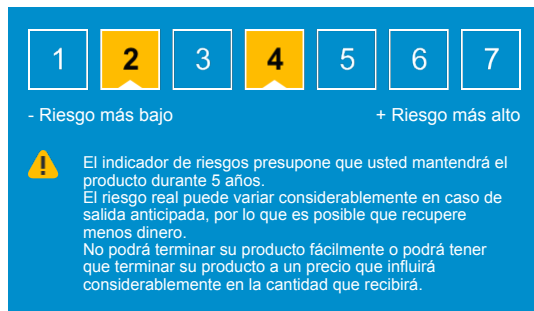 1 2 3 4 5 6 7
- Riesgo más bajo + Riesgo más alto
!
El indicador de riesgos presupone que usted mantendrá el
producto durante 5 años.
El riesgo real puede variar considerablemente en caso de
salida anticipada, por lo que es posible que recupere
menos dinero.
No podrá terminar su producto fácilmente o podrá tener
que terminar su producto a un precio que influirá
considerablemente en la cantidad que recibirá.